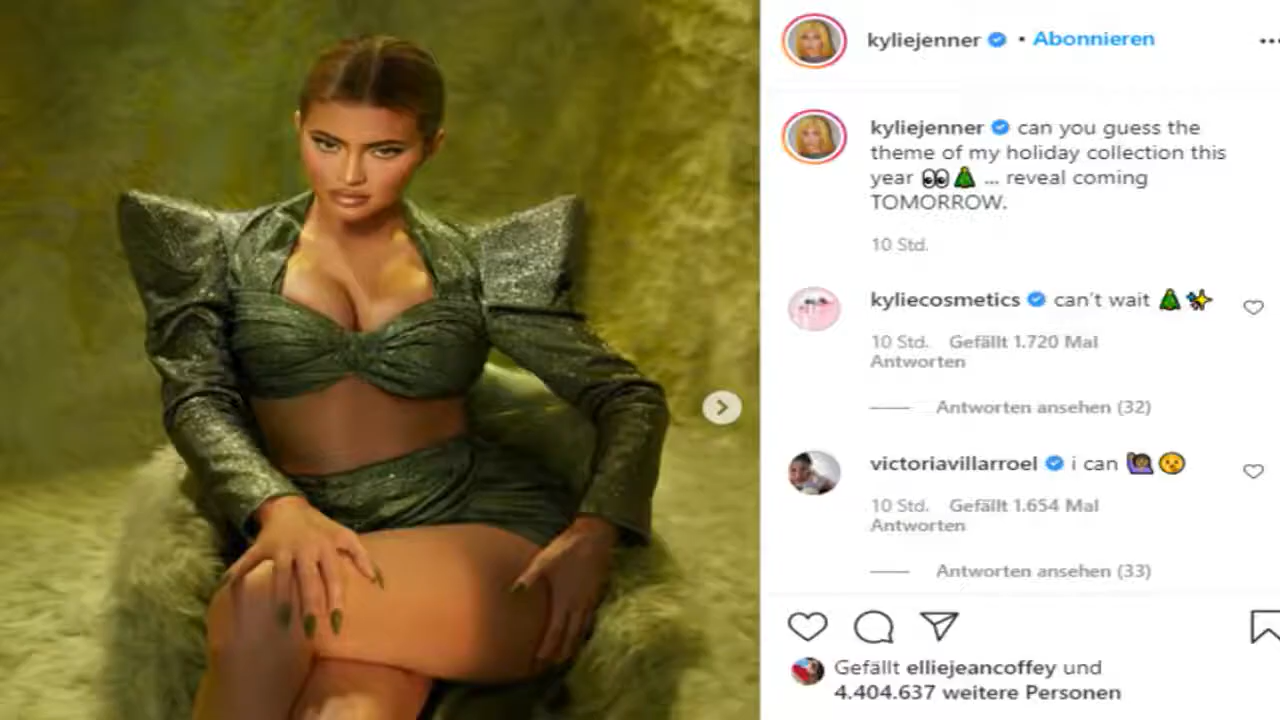 kyliejenner • Abonnieren
kyliejenner can you guess the
theme of my holiday collection this
year 👀🎄 ... reveal coming
TOMORROW.
10 Std.
kyliecosmetics can't wait 🎄✨
10 Std. Gefällt 1.720 Mal
Antworten
Antworten ansehen (32)
victoriavillarroel i can 🙋🏾‍♀️😮
10 Std. Gefällt 1.654 Mal
Antworten
Antworten ansehen (33)
Gefällt elliejeancoffey und
4.404.637 weitere Personen